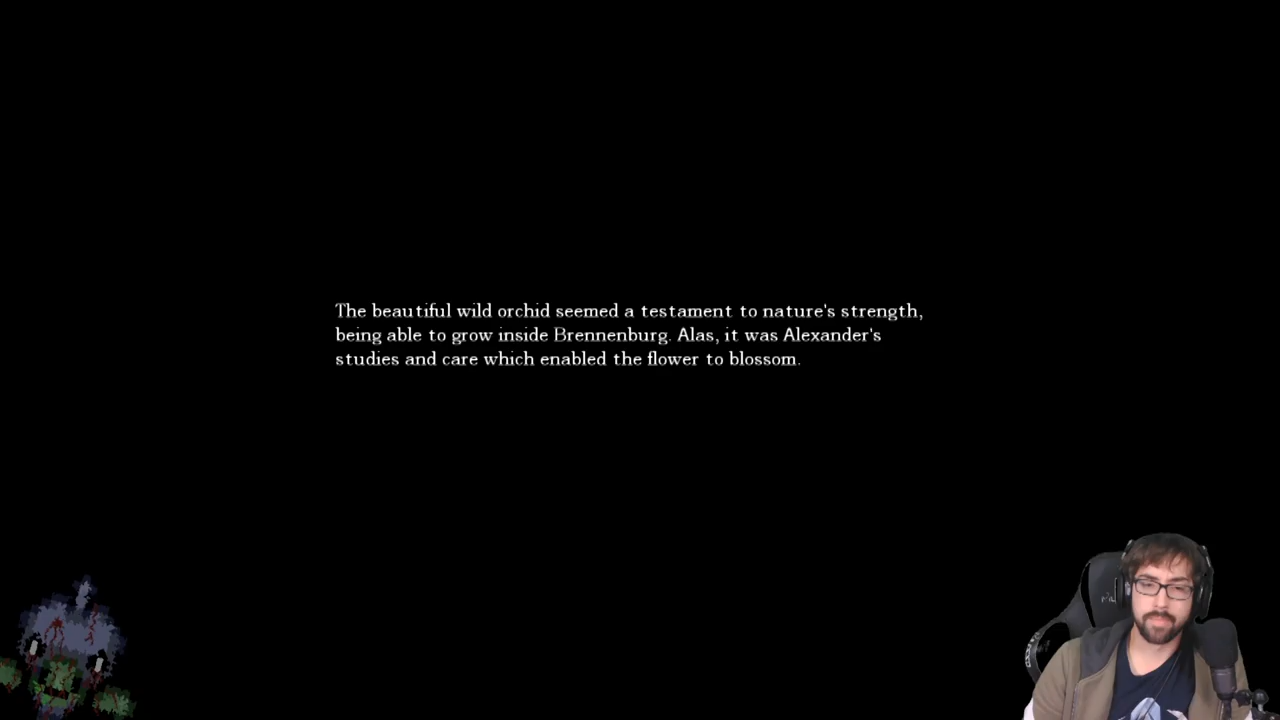 The beautiful wild orchid seemed a testament to nature's strength,
being able to grow inside Brennenburg. Alas, it was Alexander's
studies and care which enabled the flower to blossom.